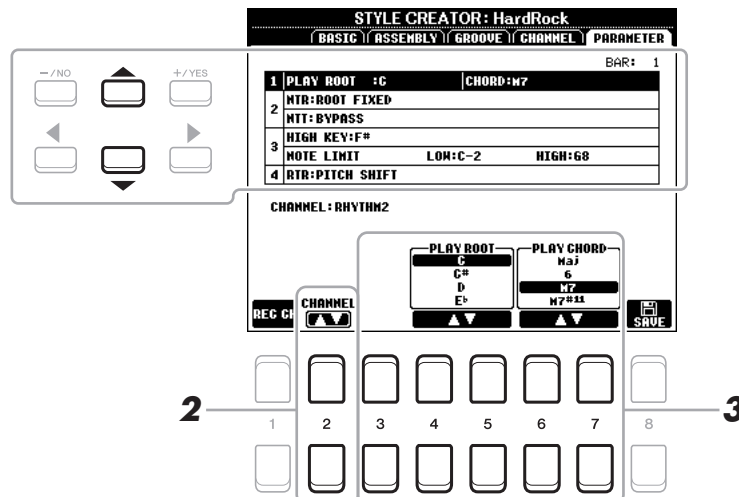 STYLE CREATOR: HardRock
BASIC ASSEMBLY GROOVE CHANNEL PARAMETER
BAR: 1
–/NO
+/YES
1 PLAY ROOT :C CHORD:M7
2 NTR:ROOT FIXED
NTT:BYPASS
3 HIGH KEY:F#
NOTE LIMIT LOW:C-2 HIGH:G8
4 RTR:PITCH SHIFT
CHANNEL:RHYTHM2
PLAY ROOT
C
C#
D
E♭
PLAY CHORD
Maj
6
M7
M7#11
REC CH
CHANNEL
SAVE
2
3
1 2 3 4 5 6 7 8